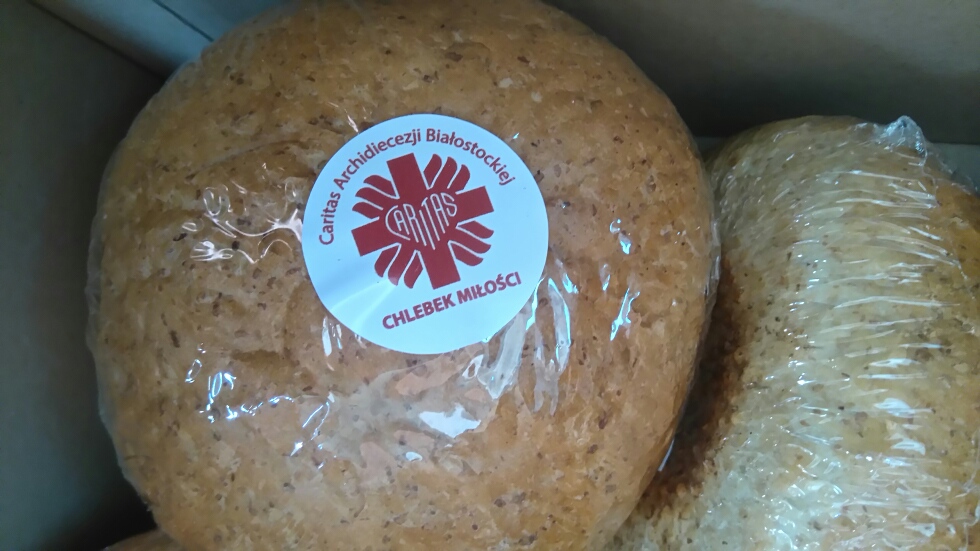 Caritas Archidiecezji Białostockiej
CARITAS
CHLEBEK MIŁOŚCI